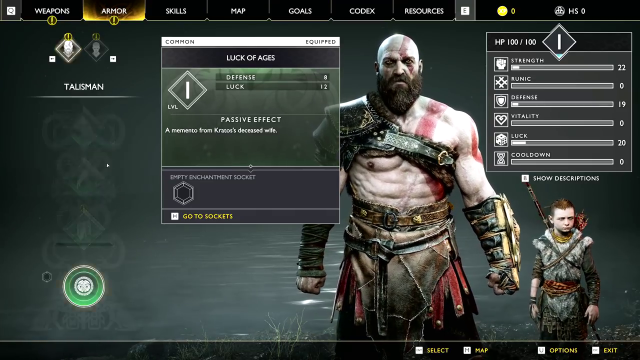 Q WEAPONS ARMOR SKILLS MAP GOALS CODEX RESOURCES E 0 HS 0
TALISMAN
COMMON EQUIPPED
LUCK OF AGES
I
LVL
DEFENSE 8
LUCK 12
PASSIVE EFFECT
A memento from Kratos's deceased wife.
EMPTY ENCHANTMENT SOCKET
GO TO SOCKETS
HP 100 / 100 I
STRENGTH 22
RUNIC 0
DEFENSE 19
VITALITY 0
LUCK 20
COOLDOWN 0
SHOW DESCRIPTIONS
SELECT M MAP OPTIONS EXIT